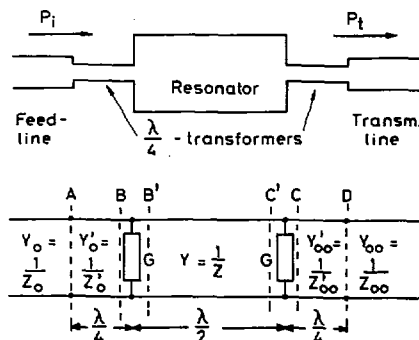 P_i P_t
Resonator
Feed- λ/4 - transformers Transm.
line line
A B B' C' C D
Y_o = Y'_o = Y = 1/Z Y'_oo = Y_oo =
G G
1/Z_o 1/Z'_o 1/Z'_oo 1/Z_oo
λ/4 λ/2 λ/4